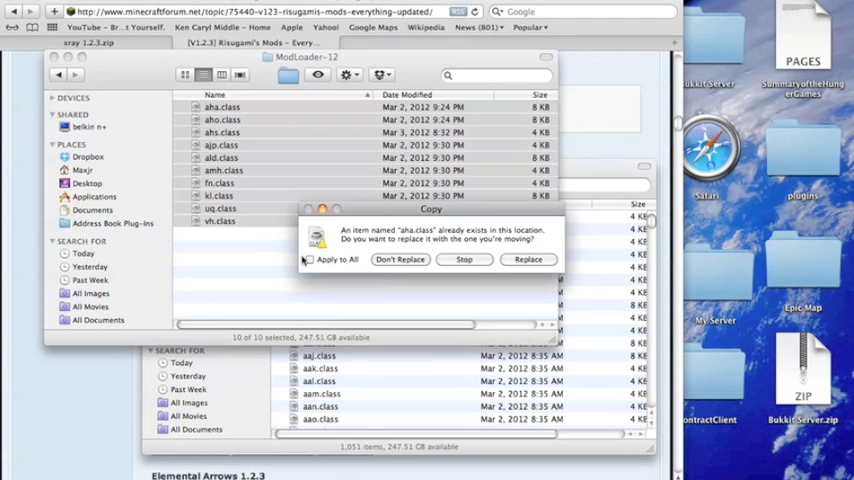 http://www.minecraftforum.net/topic/75440-v123-risugamis-mods-everything-updated/
RSS
Google
YouTube – Br...t Yourself.
Ken Caryl Middle – Home
Apple
Yahoo!
Google Maps
Wikipedia
News (801)
Popular
xray 1.2.3.zip
[V1.2.3] Risugami's Mods – Every...
ModLoader-12
Name
Date Modified
Size
DEVICES
SHARED
belkin n+
PLACES
Dropbox
Maxjr
Desktop
Applications
Documents
Address Book Plug-Ins
SEARCH FOR
Today
Yesterday
Past Week
All Images
All Movies
All Documents
aha.class Mar 2, 2012 9:24 PM 8 KB
aho.class Mar 2, 2012 9:24 PM 8 KB
ahs.class Mar 3, 2012 8:32 PM 4 KB
ajp.class Mar 2, 2012 9:30 PM 4 KB
ald.class Mar 2, 2012 9:30 PM 8 KB
amh.class Mar 2, 2012 9:30 PM 8 KB
fn.class Mar 2, 2012 9:30 PM 4 KB
kl.class Mar 2, 2012 9:30 PM 8 KB
uq.class
vh.class
10 of 10 selected, 247.51 GB available
Copy
An item named "aha.class" already exists in this location.
Do you want to replace it with the one you're moving?
Apply to All
Don't Replace
Stop
Replace
Size
SEARCH FOR
Today
Yesterday
Past Week
All Images
All Movies
All Documents
aaj.class Mar 2, 2012 8:35 AM 8 KB
aak.class Mar 2, 2012 8:35 AM 4 KB
aal.class Mar 2, 2012 8:35 AM 4 KB
aam.class Mar 2, 2012 8:35 AM 4 KB
aan.class Mar 2, 2012 8:35 AM 4 KB
aao.class Mar 2, 2012 8:35 AM 4 KB
1,051 items, 247.51 GB available
Elemental Arrows 1.2.3
Bukkit Server
PAGES
SummaryoftheHungerGames
Safari
plugins
My Server
Epic Map
ontractClient
ZIP
Bukkit Server.zip